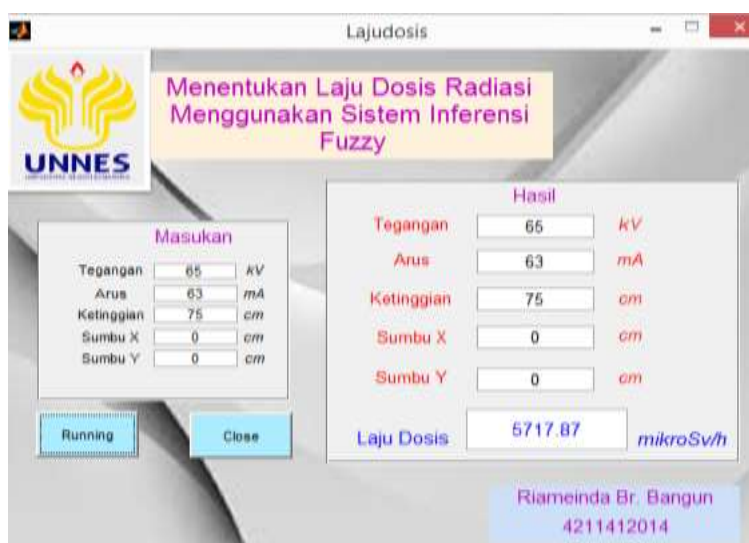 Lajudosis
UNNES
Menentukan Laju Dosis Radiasi
Menggunakan Sistem Inferensi
Fuzzy
Masukan
Tegangan 65 kV
Arus 63 mA
Ketinggian 75 cm
Sumbu X 0 cm
Sumbu Y 0 cm
Running Close
Hasil
Tegangan 65 kV
Arus 63 mA
Ketinggian 75 cm
Sumbu X 0 cm
Sumbu Y 0 cm
Laju Dosis 5717.87 mikroSv/h
Riameinda Br. Bangun
4211412014